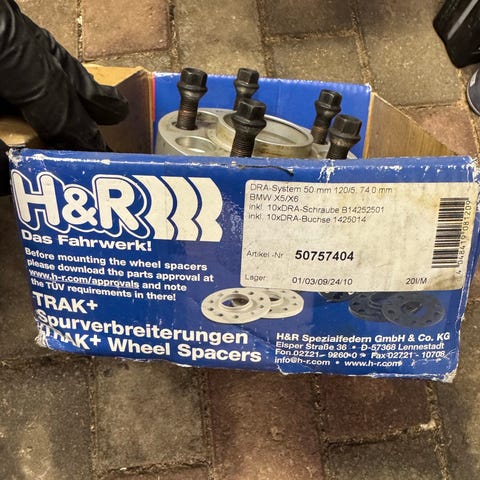 H&R
Das Fahrwerk!
Before mounting the wheel spacers
please download the parts approval at
www.h-r.com/approvals and note
the TÜV requirements in there!
TRAK+
Spurverbreiterungen
TRAK+ Wheel Spacers
DRA-System 50 mm 120/5, 74.0 mm
BMW X5/X6
inkl. 10xDRA-Schraube B14252501
inkl. 10xDRA-Buchse 1425014
Artikel -Nr 50757404
Lager: 01/03/09/24/10 20I/M
H&R Spezialfedern GmbH & Co. KG
Elsper Straße 36 • D-57368 Lennestadt
Fon 02721 - 9260 0 • Fax 02721 - 10708
h-r.com • www.h-r.com